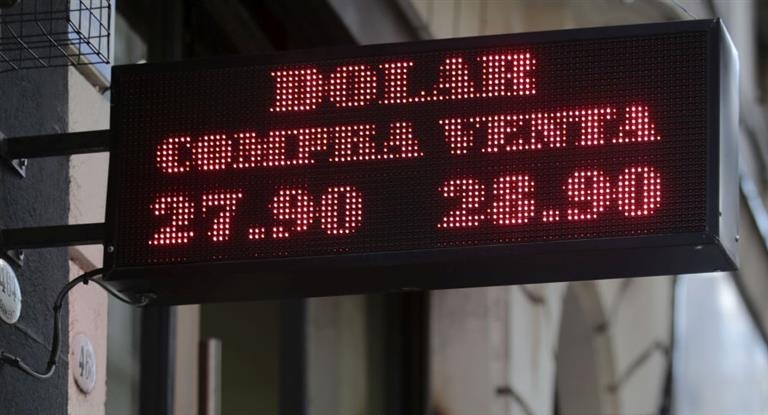 DOLAR
COMPRA VENTA
27.90 28.90